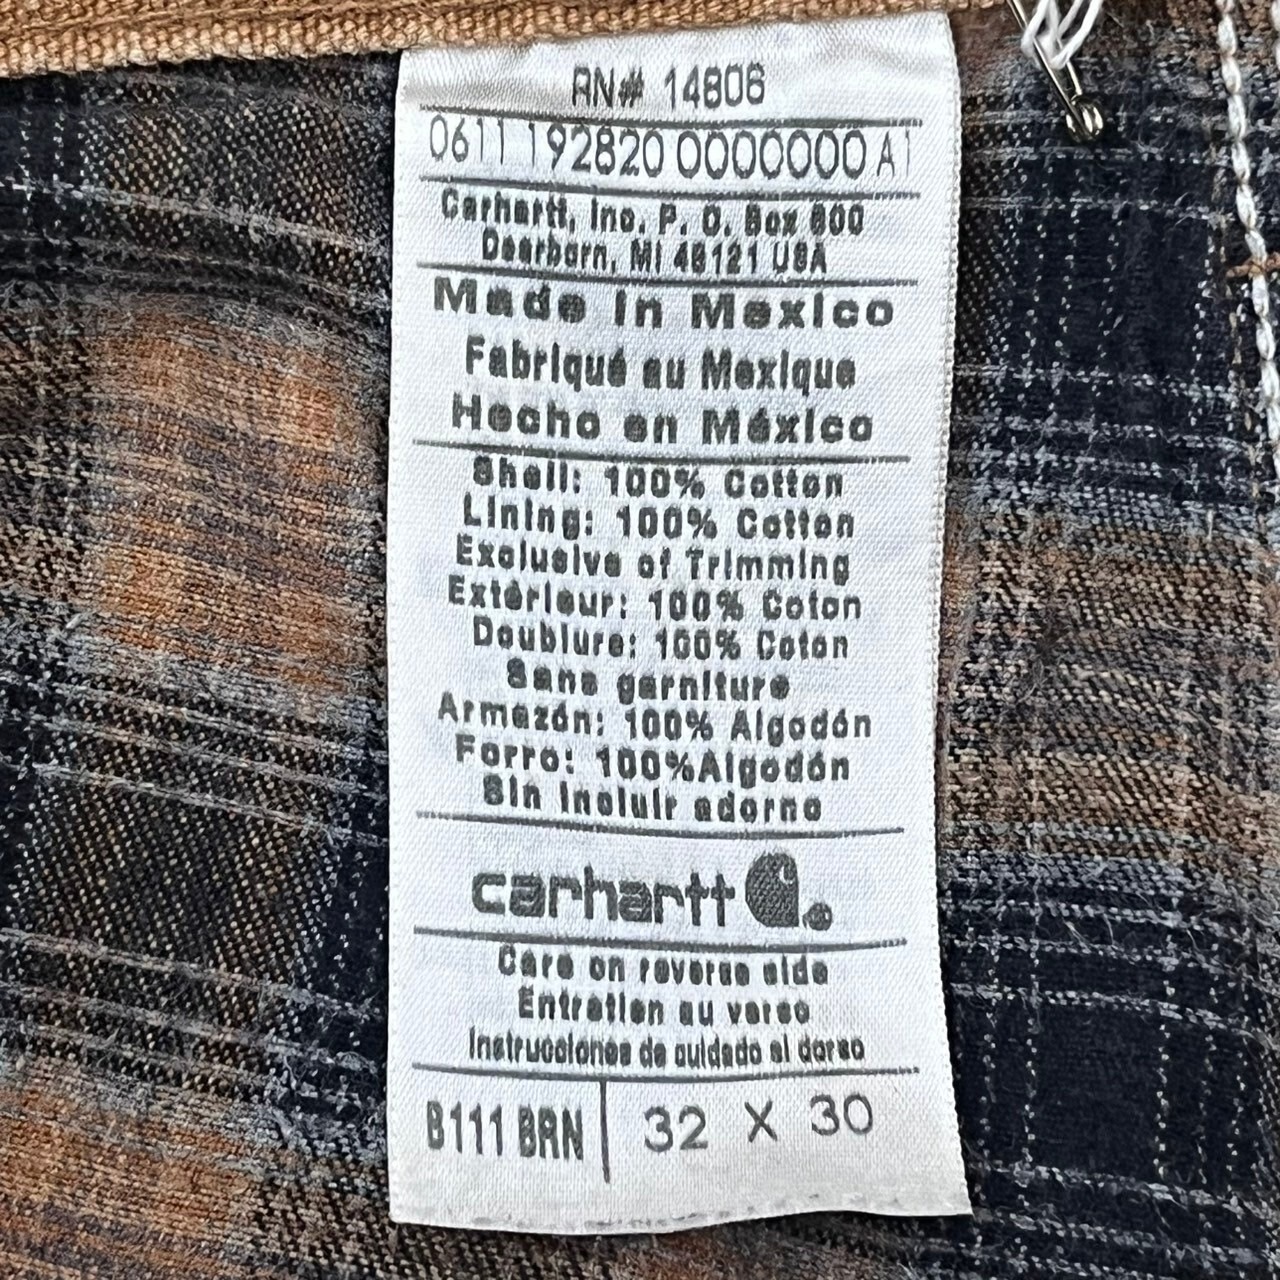 RN# 14806
0611 192820 0000000 A1
Carhartt, Inc. P. O. Box 600
Dearborn, MI 48121 USA
Made in Mexico
Fabriqué au Mexique
Hecho en México
Shell: 100% Cotton
Lining: 100% Cotton
Exclusive of Trimming
Extérieur: 100% Coton
Doublure: 100% Coton
Sans garniture
Armazón: 100% Algodón
Forro: 100%Algodón
Sin incluir adorno
carhartt ®
Care on reverse side
Entretien au verso
Instrucciones de cuidado al dorso
B111 BRN 32 X 30